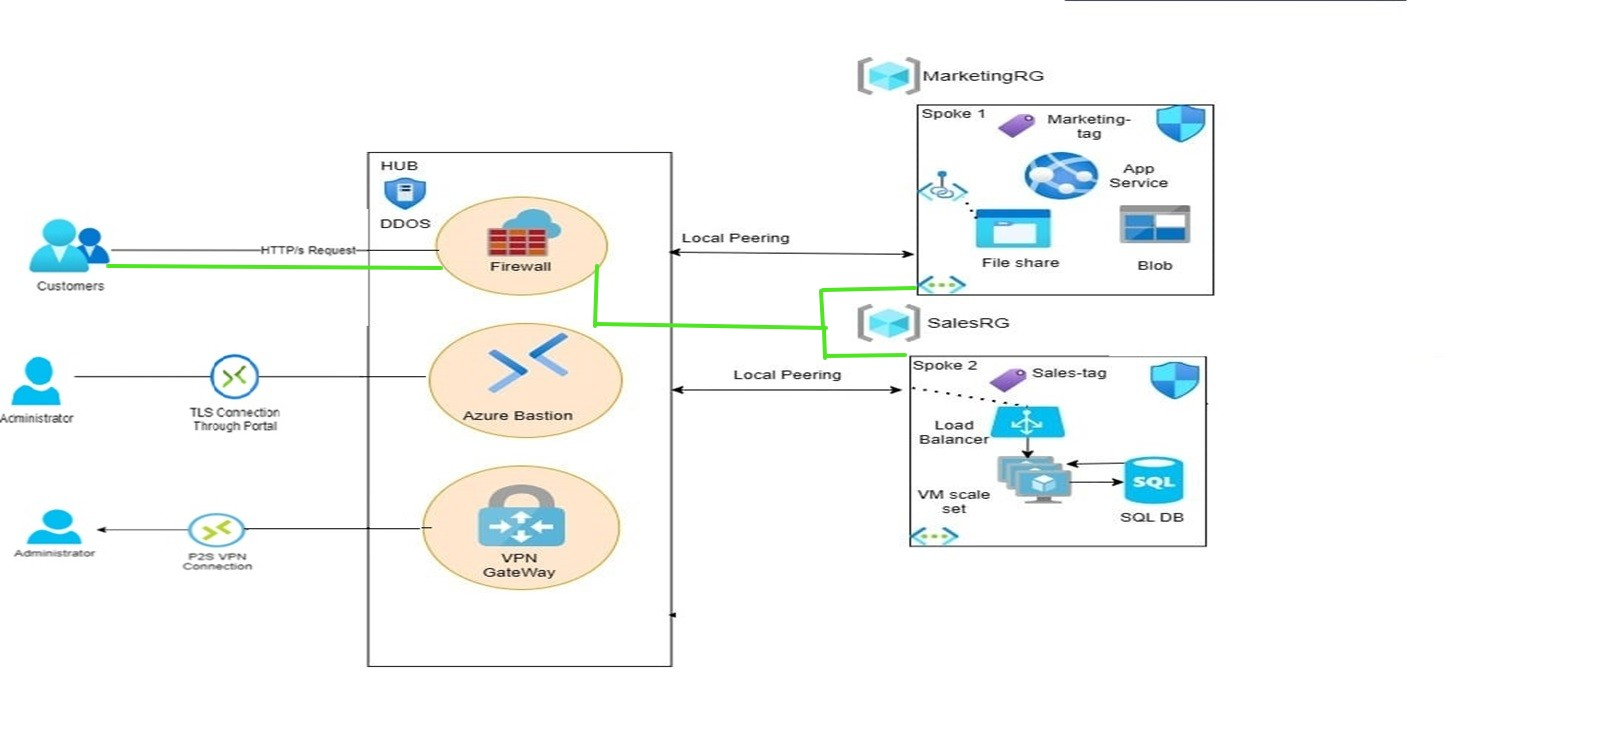 MarketingRG
Spoke 1
Marketing-
tag
App
Service
File share
Blob
HUB
DDOS
HTTP/s Request
Firewall
Customers
Local Peering
SalesRG
Spoke 2
Sales-tag
Local Peering
Load
Balancer
VM scale
set
SQL
SQL DB
Administrator
TLS Connection
Through Portal
Azure Bastion
Administrator
P2S VPN
Connection
VPN
GateWay